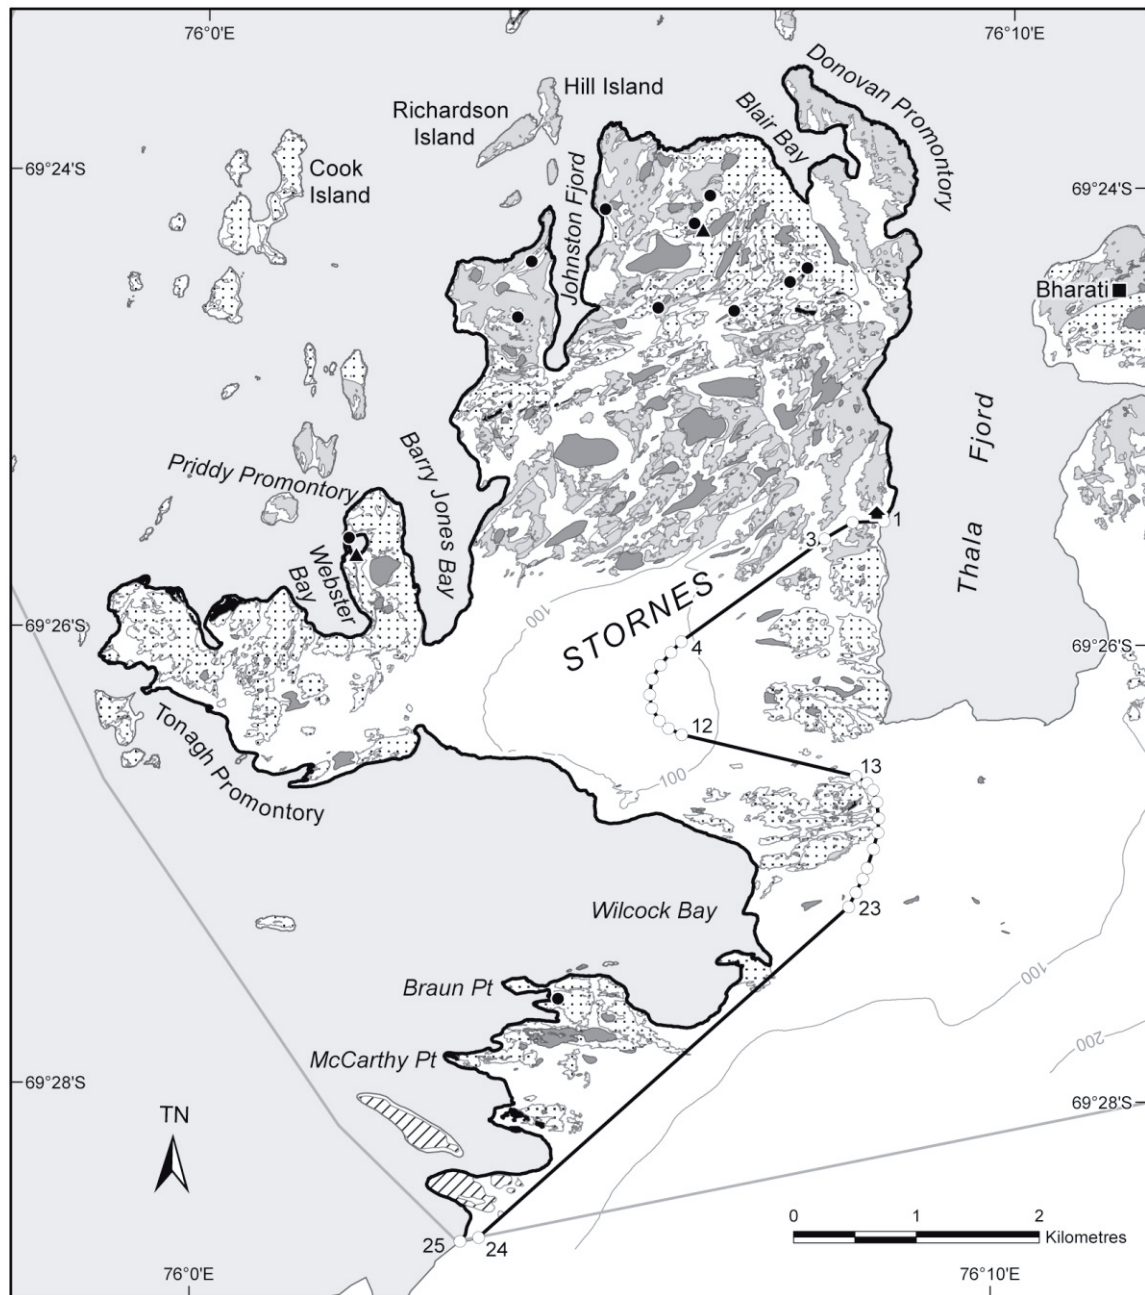 76°0'E
76°10'E
Donovan Promontory
Hill Island
Blair Bay
Richardson
Island
69°24'S
Cook
Island
69°24'S
Johnston Fjord
Bharati
Thala Fjord
Barry Jones Bay
Priddy Promontory
1
3
Webster
Bay
100
STORNES
69°26'S
4
69°26'S
12
Tonagh Promontory
100
13
23
Wilcock Bay
100
Braun Pt
200
McCarthy Pt
69°28'S
69°28'S
TN
0
1
2
Kilometres
25
24
76°0'E
76°10'E